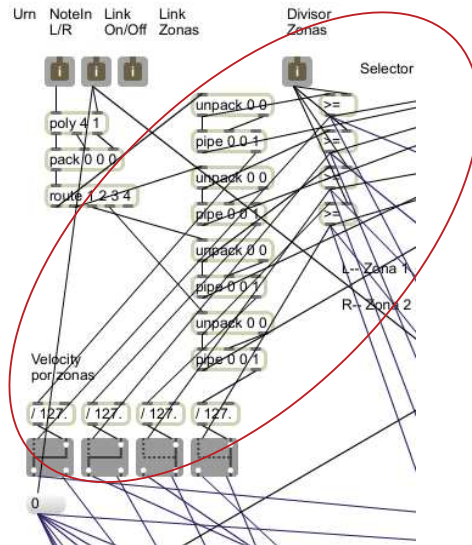 Urn NoteIn Link Link Divisor
L/R On/Off Zonas Zonas
Selector
unpack 0 0 >=
poly 4 1
pipe 0 0 1 >=
pack 0 0 0
unpack 0 0 >=
route 1 2 3 4
pipe 0 0 1 >=
unpack 0 0
L-- Zona 1
pipe 0 0 1
R-- Zona 2
unpack 0 0
Velocity
por zonas
pipe 0 0 1
/ 127. / 127. / 127. / 127.
0